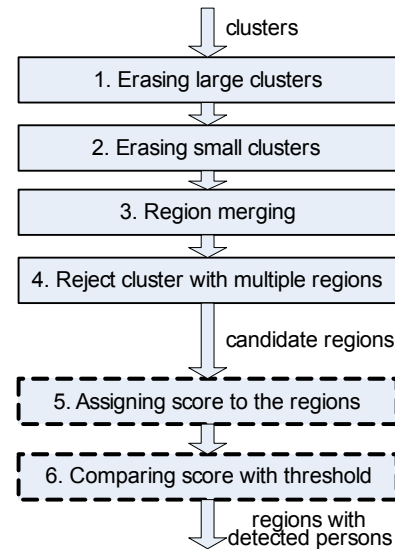 clusters
1. Erasing large clusters
2. Erasing small clusters
3. Region merging
4. Reject cluster with multiple regions
candidate regions
5. Assigning score to the regions
6. Comparing score with threshold
regions with
detected persons